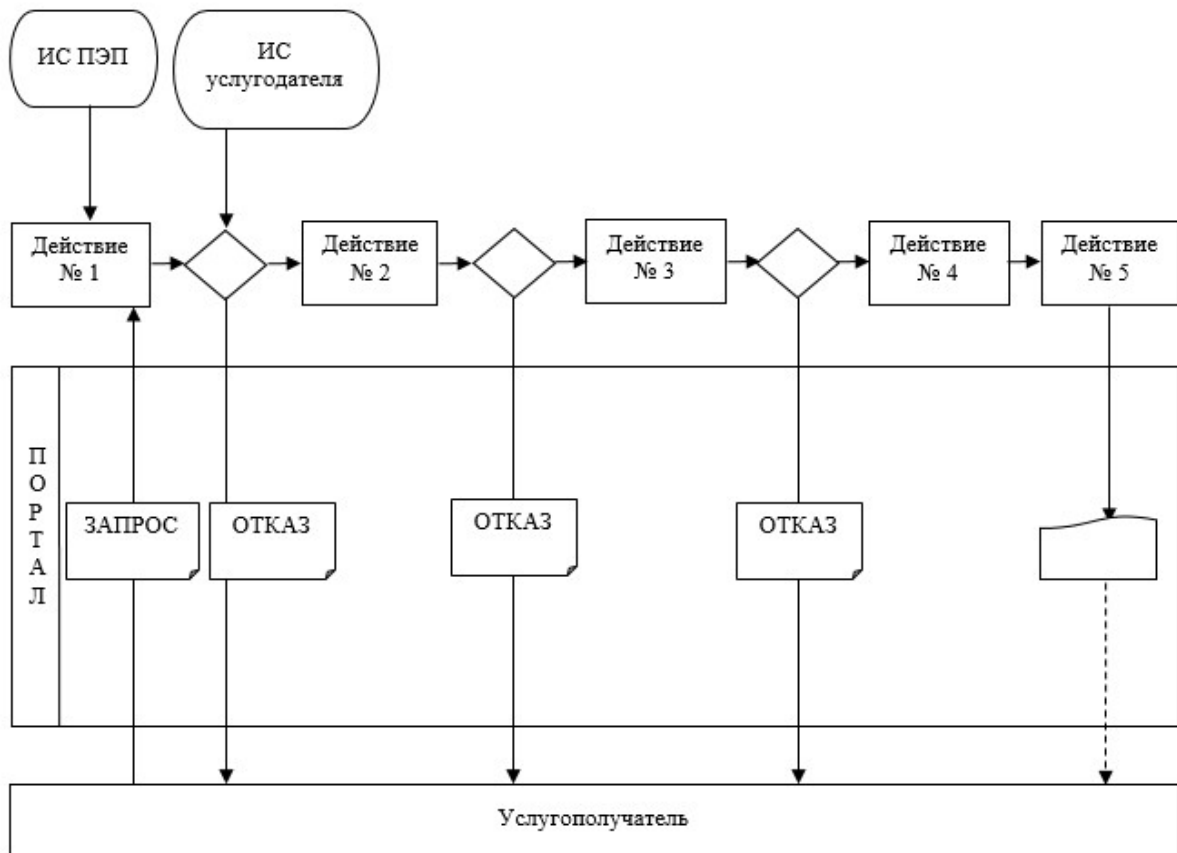 ИС ПЭП
ИС
услугодателя
Действие
№ 1
Действие
№ 2
Действие
№ 3
Действие
№ 4
Действие
№ 5
П
О
Р
Т
А
Л
ЗАПРОС
ОТКАЗ
ОТКАЗ
ОТКАЗ
Услугополучатель